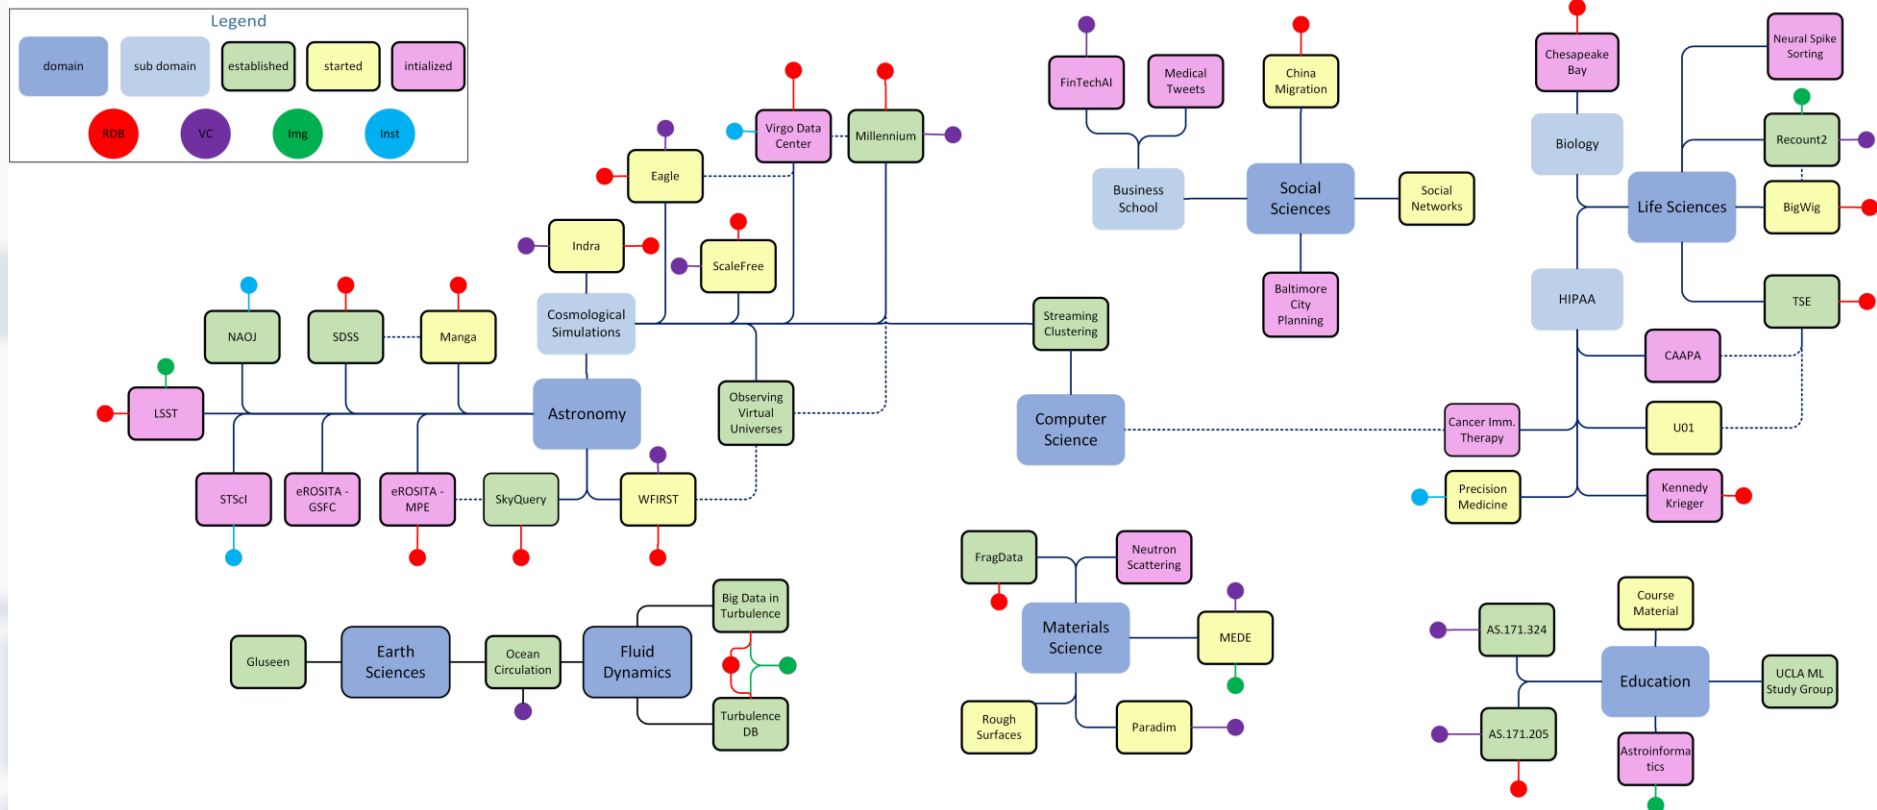 Legend
domain
sub domain
established
started
intialized
RDB
VC
Img
Inst
FinTechAI
Medical
Tweets
China
Migration
Business
School
Social
Sciences
Social
Networks
Baltimore
City
Planning
Chesapeake
Bay
Neural Spike
Sorting
Biology
Recount2
Life Sciences
BigWig
HIPAA
TSE
CAAPA
U01
Cancer Imm.
Therapy
Precision
Medicine
Kennedy
Krieger
Virgo Data
Center
Millennium
Eagle
Indra
ScaleFree
Cosmological
Simulations
Streaming
Clustering
NAOJ
SDSS
Manga
LSST
Astronomy
Observing
Virtual
Universes
Computer
Science
STScI
eROSITA -
GSFC
eROSITA -
MPE
SkyQuery
WFIRST
Gluseen
Earth
Sciences
Ocean
Circulation
Fluid
Dynamics
Big Data in
Turbulence
Turbulence
DB
FragData
Neutron
Scattering
Materials
Science
MEDE
Rough
Surfaces
Paradim
Course
Material
AS.171.324
Education
UCLA ML
Study Group
AS.171.205
Astroinforma
tics